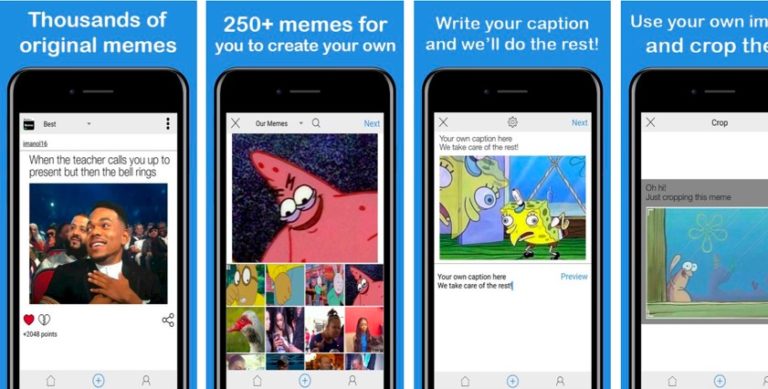 Thousands of
original memes
Best
imanol16
When the teacher calls you up to
present but then the bell rings
+2048 points
250+ memes for
you to create your own
Our Memes
Next
Write your caption
and we'll do the rest!
Next
Your own caption here
We take care of the rest!
Your own caption here
Preview
We take care of the rest!
Use your own im
and crop the
Crop
Oh hi!
Just cropping this meme